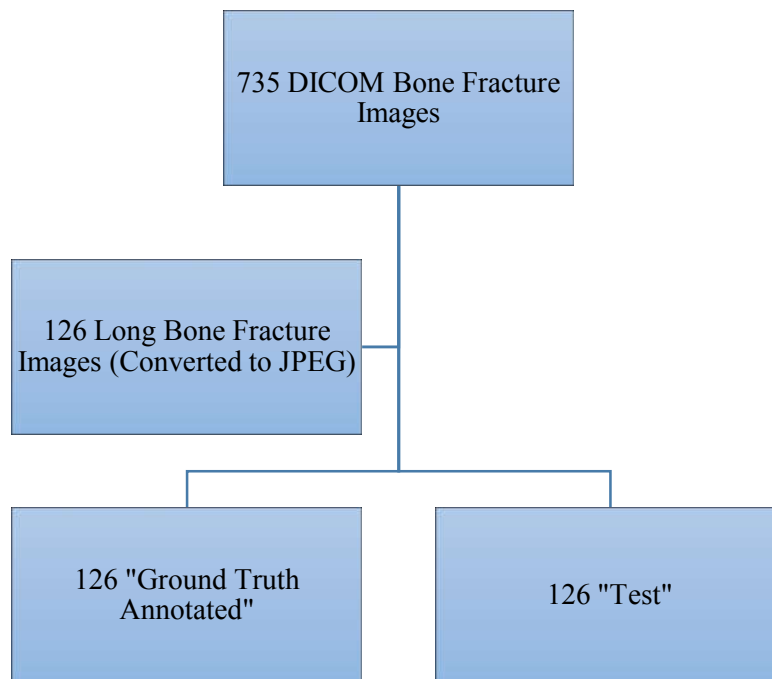 735 DICOM Bone Fracture
Images
126 Long Bone Fracture
Images (Converted to JPEG)
126 "Ground Truth
Annotated"
126 "Test"